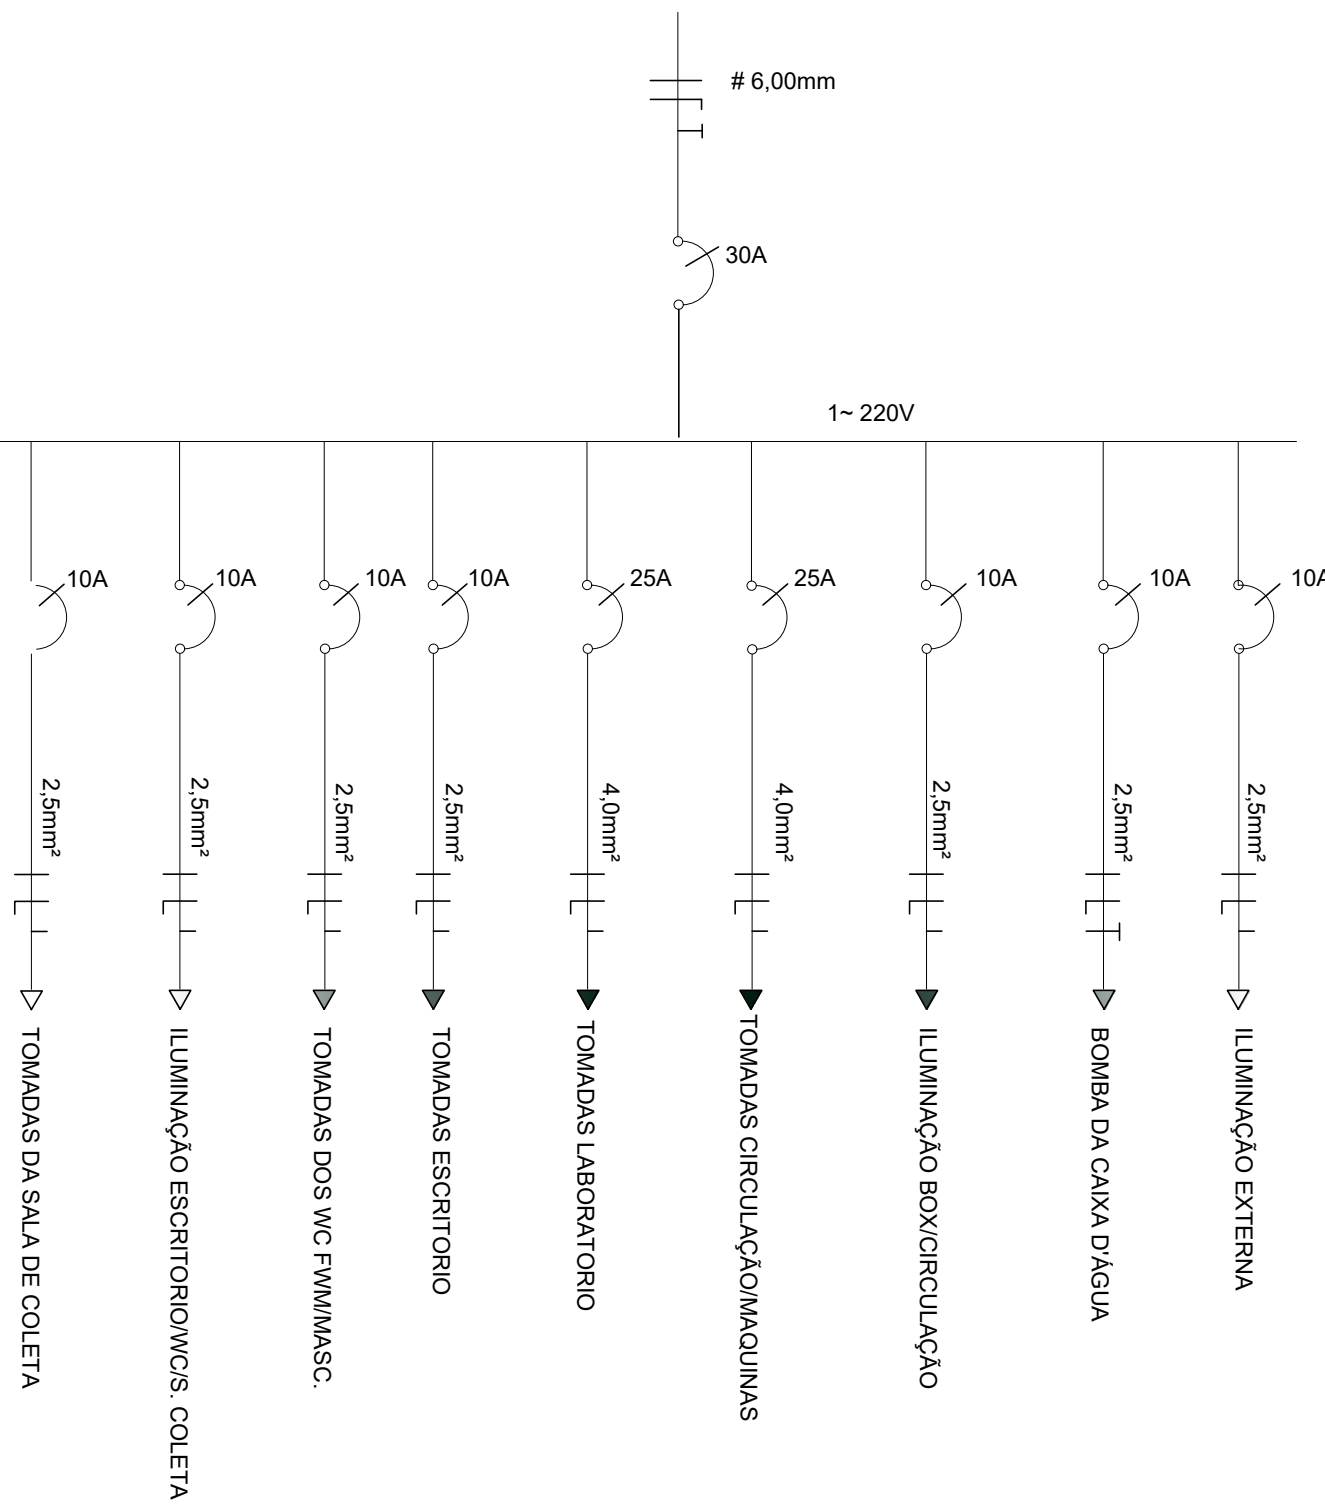 # 6,00mm
30A
1~ 220V
10A
10A
10A
10A
25A
25A
10A
10A
10A
2,5mm²
2,5mm²
2,5mm²
2,5mm²
4,0mm²
4,0mm²
2,5mm²
2,5mm²
2,5mm²
TOMADAS DA SALA DE COLETA
ILUMINAÇÃO ESCRITORIO/WC/S. COLETA
TOMADAS DOS WC FWM/MASC.
TOMADAS ESCRITORIO
TOMADAS LABORATORIO
TOMADAS CIRCULAÇÃO/MAQUINAS
ILUMINAÇÃO BOX/CIRCULAÇÃO
BOMBA DA CAIXA D'ÁGUA
ILUMINAÇÃO EXTERNA